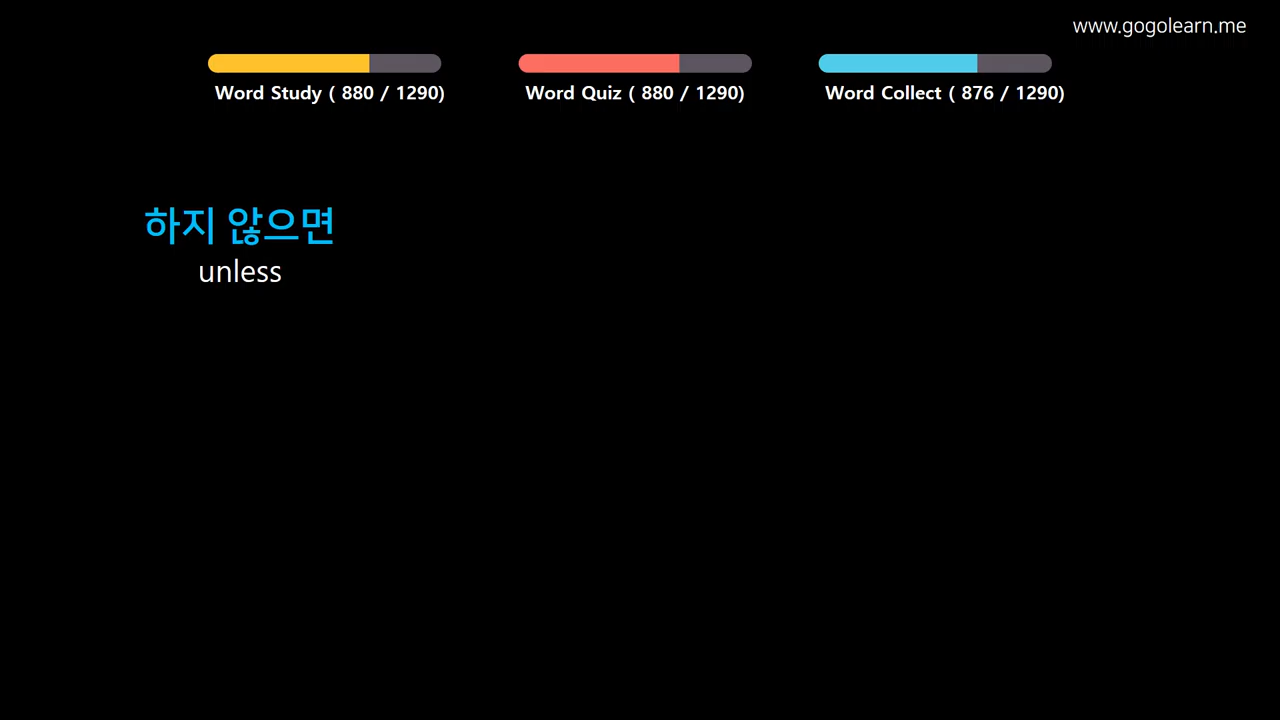 www.gogolearn.me
Word Study ( 880 / 1290)
Word Quiz ( 880 / 1290)
Word Collect ( 876 / 1290)
하지 않으면
unless